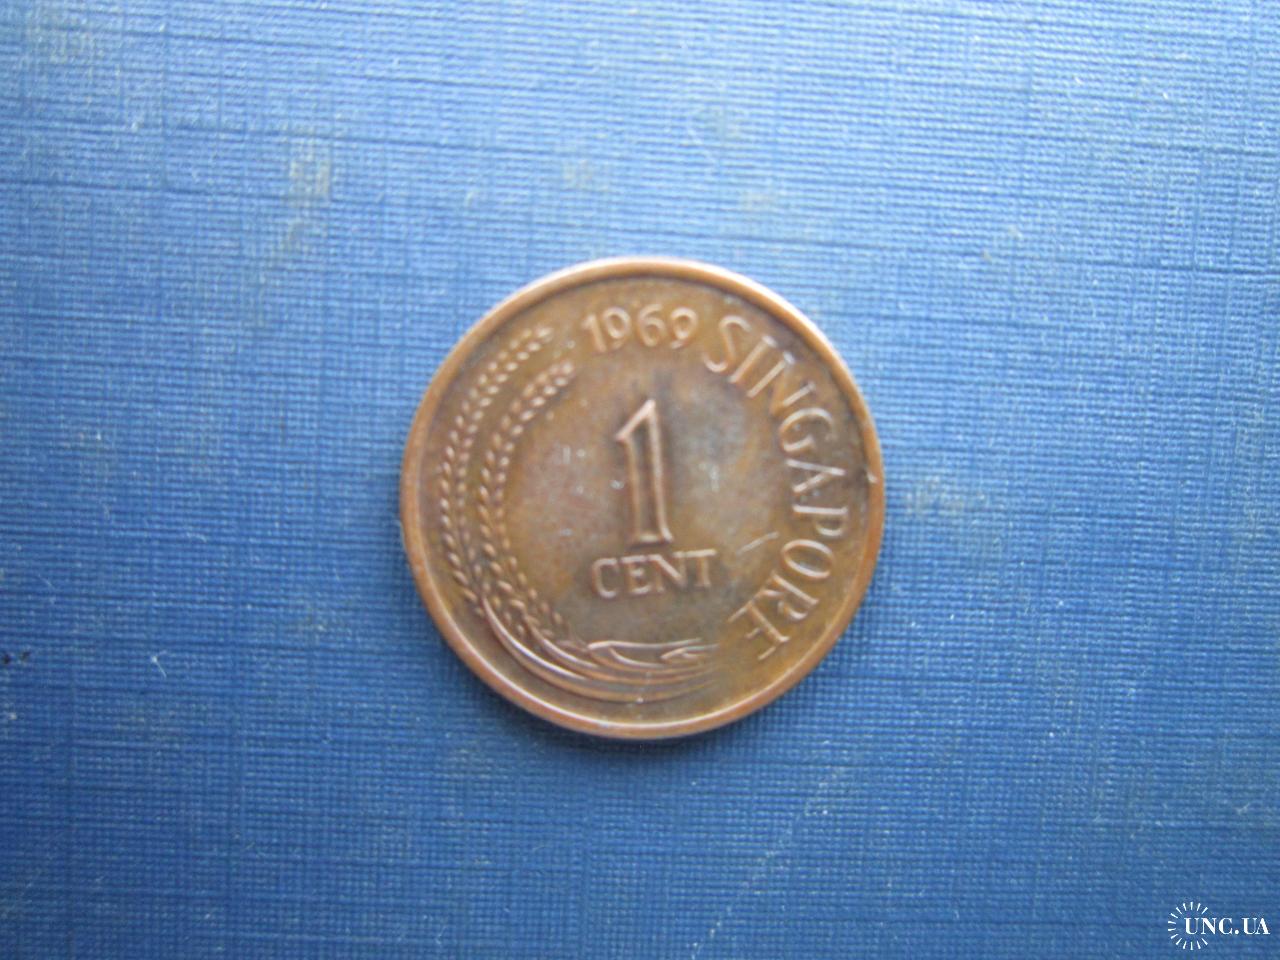 1969 SINGAPORE
1
CENT
UNC.UA